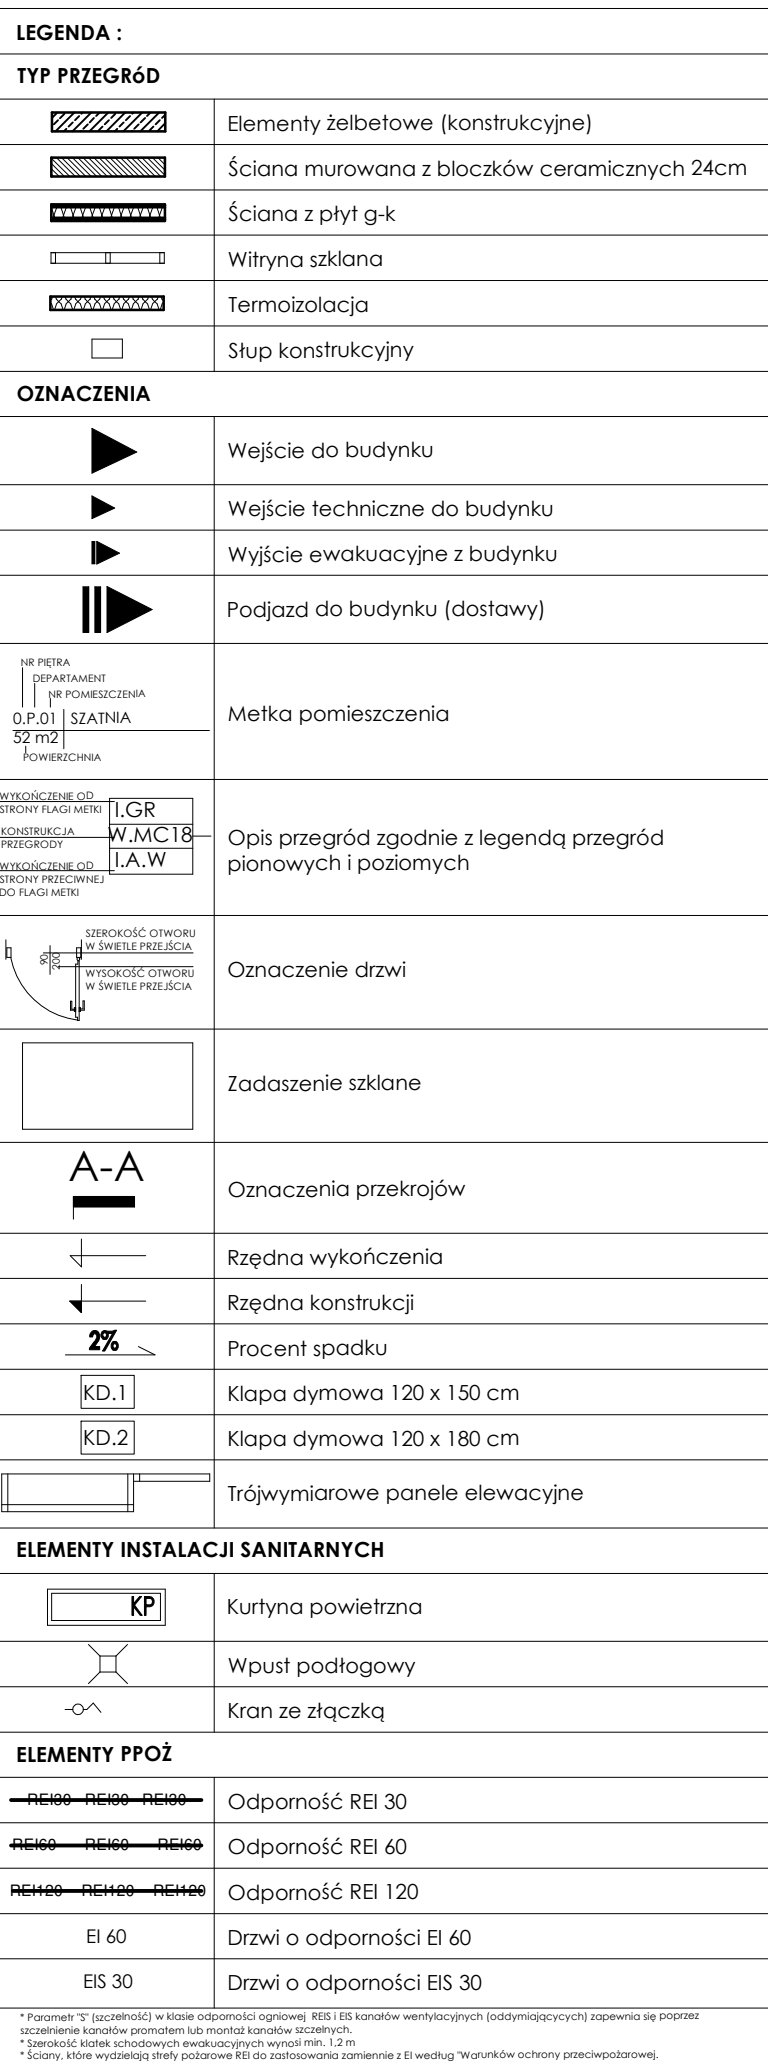 LEGENDA :
TYP PRZEGRóD
Elementy żelbetowe (konstrukcyjne)
Ściana murowana z bloczków ceramicznych 24cm
Ściana z płyt g-k
Witryna szklana
Termoizolacja
Słup konstrukcyjny
OZNACZENIA
Wejście do budynku
Wejście techniczne do budynku
Wyjście ewakuacyjne z budynku
Podjazd do budynku (dostawy)
NR PIĘTRA
DEPARTAMENT
NR POMIESZCZENIA
0.P.01 SZATNIA
52 m2
POWIERZCHNIA
Metka pomieszczenia
WYKOŃCZENIE OD
STRONY FLAGI METKI
I.GR
KONSTRUKCJA
PRZEGRODY
W.MC18
WYKOŃCZENIE OD
STRONY PRZECIWNEJ
DO FLAGI METKI
I.A.W
Opis przegród zgodnie z legendą przegród
pionowych i poziomych
SZEROKOŚĆ OTWORU
W ŚWIETLE PRZEJŚCIA
90
200
WYSOKOŚĆ OTWORU
W ŚWIETLE PRZEJŚCIA
Oznaczenie drzwi
Zadaszenie szklane
A-A
Oznaczenia przekrojów
Rzędna wykończenia
Rzędna konstrukcji
2%
Procent spadku
KD.1
Klapa dymowa 120 x 150 cm
KD.2
Klapa dymowa 120 x 180 cm
Trójwymiarowe panele elewacyjne
ELEMENTY INSTALACJI SANITARNYCH
KP
Kurtyna powietrzna
Wpust podłogowy
Kran ze złączką
ELEMENTY PPOŻ
REI30 REI30 REI30
Odporność REI 30
REI60 REI60 REI60
Odporność REI 60
REI120 REI120 REI120
Odporność REI 120
EI 60
Drzwi o odporności EI 60
EIS 30
Drzwi o odporności EIS 30
* Parametr "S" (szczelność) w klasie odporności ogniowej REIS i EIS kanałów wentylacyjnych (oddymiającycych) zapewnia się poprzez
szczelnienie kanałów promatem lub montaż kanałów szczelnych.
* Szerokość klatek schodowych ewakuacyjnych wynosi min. 1,2 m
* Ściany, które wydzielają strefy pożarowe REI do zastosowania zamiennie z EI według "Warunków ochrony przeciwpożarowej.